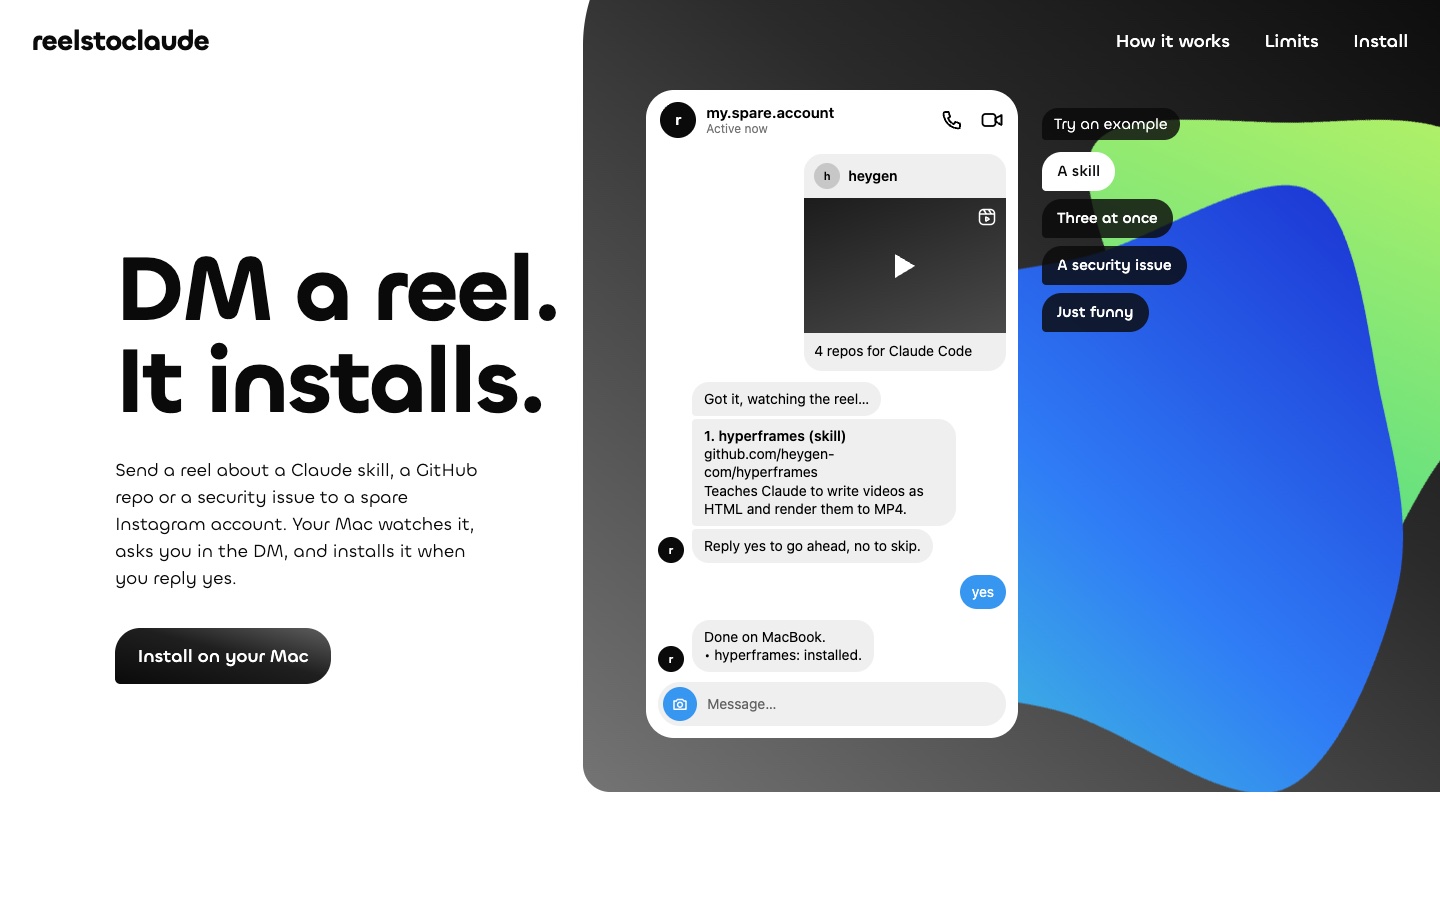 reelstoclaude
How it works
Limits
Install
DM a reel.
It installs.
Send a reel about a Claude skill, a GitHub
repo or a security issue to a spare
Instagram account. Your Mac watches it,
asks you in the DM, and installs it when
you reply yes.
Install on your Mac
r
my.spare.account
Active now
h
heygen
4 repos for Claude Code
Got it, watching the reel...
1. hyperframes (skill)
github.com/heygen-
com/hyperframes
Teaches Claude to write videos as
HTML and render them to MP4.
r
Reply yes to go ahead, no to skip.
yes
Done on MacBook.
r
• hyperframes: installed.
Message...
Try an example
A skill
Three at once
A security issue
Just funny